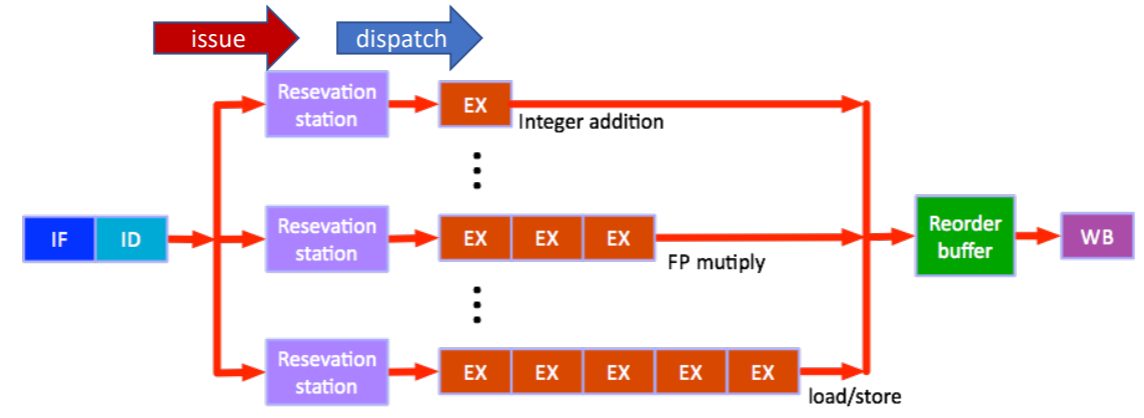 issue
dispatch
Resevation
station
EX
Integer addition
IF
ID
Resevation
station
EX
EX
EX
FP mutiply
Reorder
buffer
WB
Resevation
station
EX
EX
EX
EX
EX
load/store